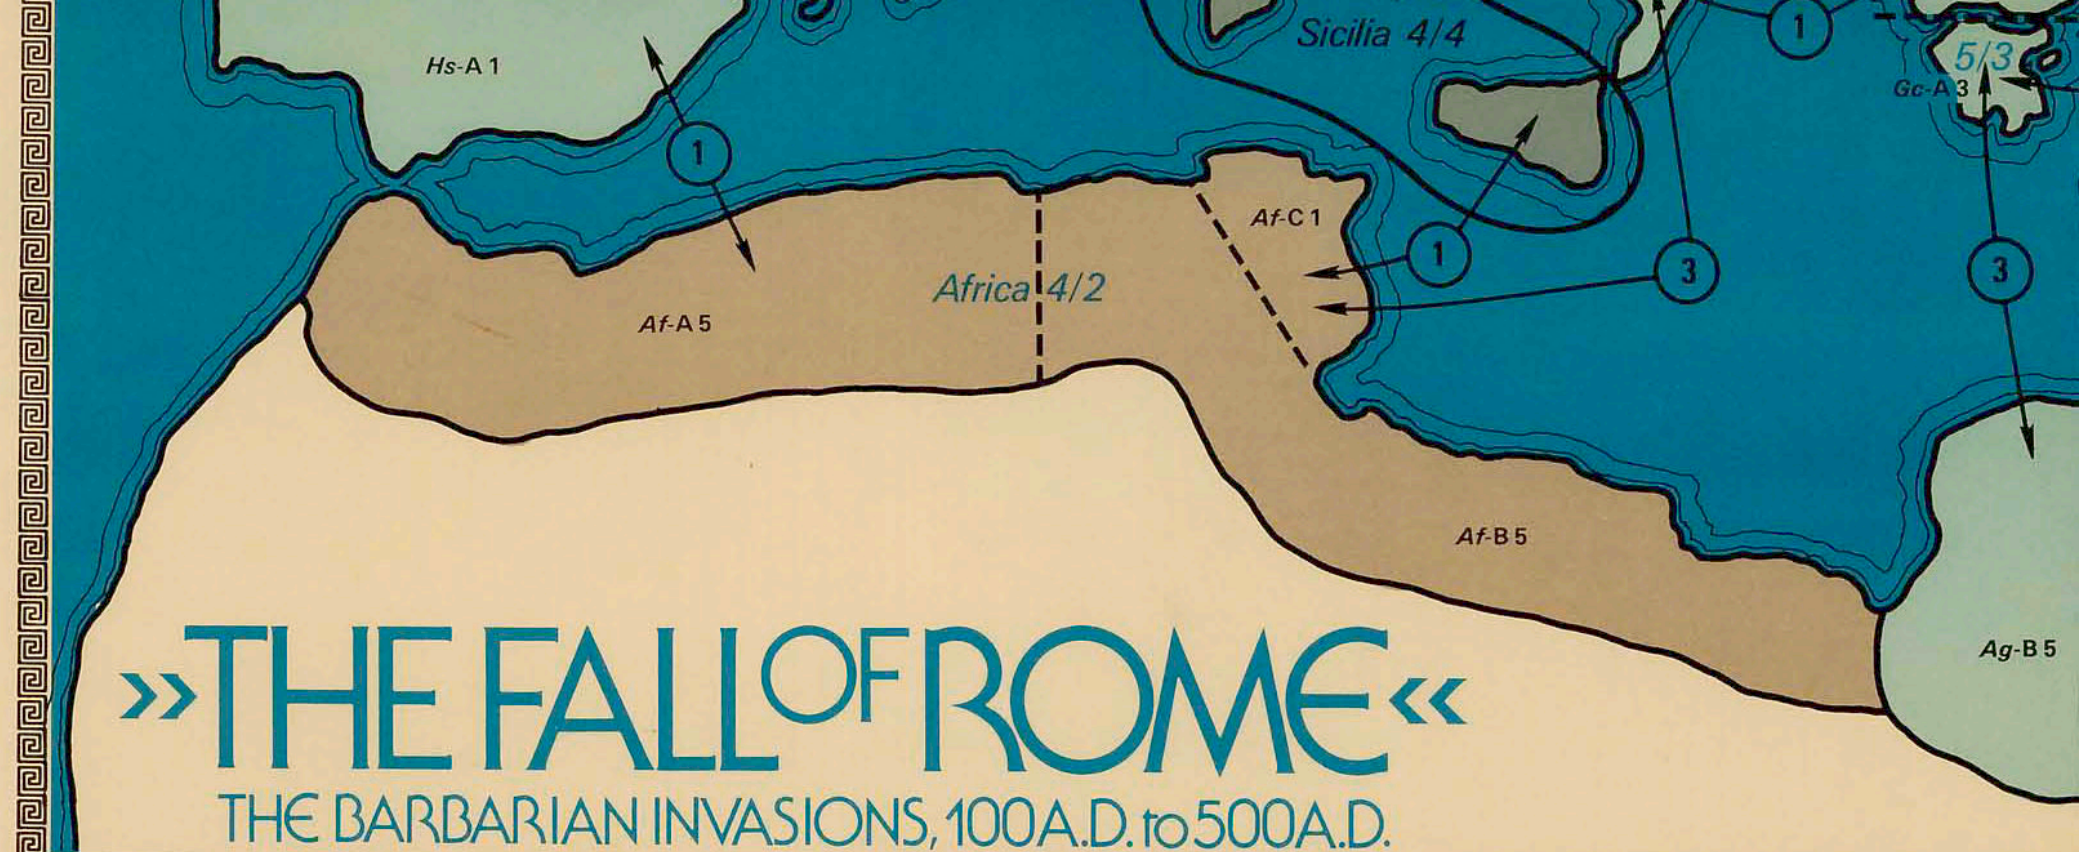 Sicilia 4/4
1
Hs-A 1
5/3
Gc-A 3
1
Af-C 1
1
3
3
Africa 4/2
Af-A 5
Af-B 5
Ag-B 5
»THE FALL OF ROME«
THE BARBARIAN INVASIONS, 100 A.D. to 500 A.D.